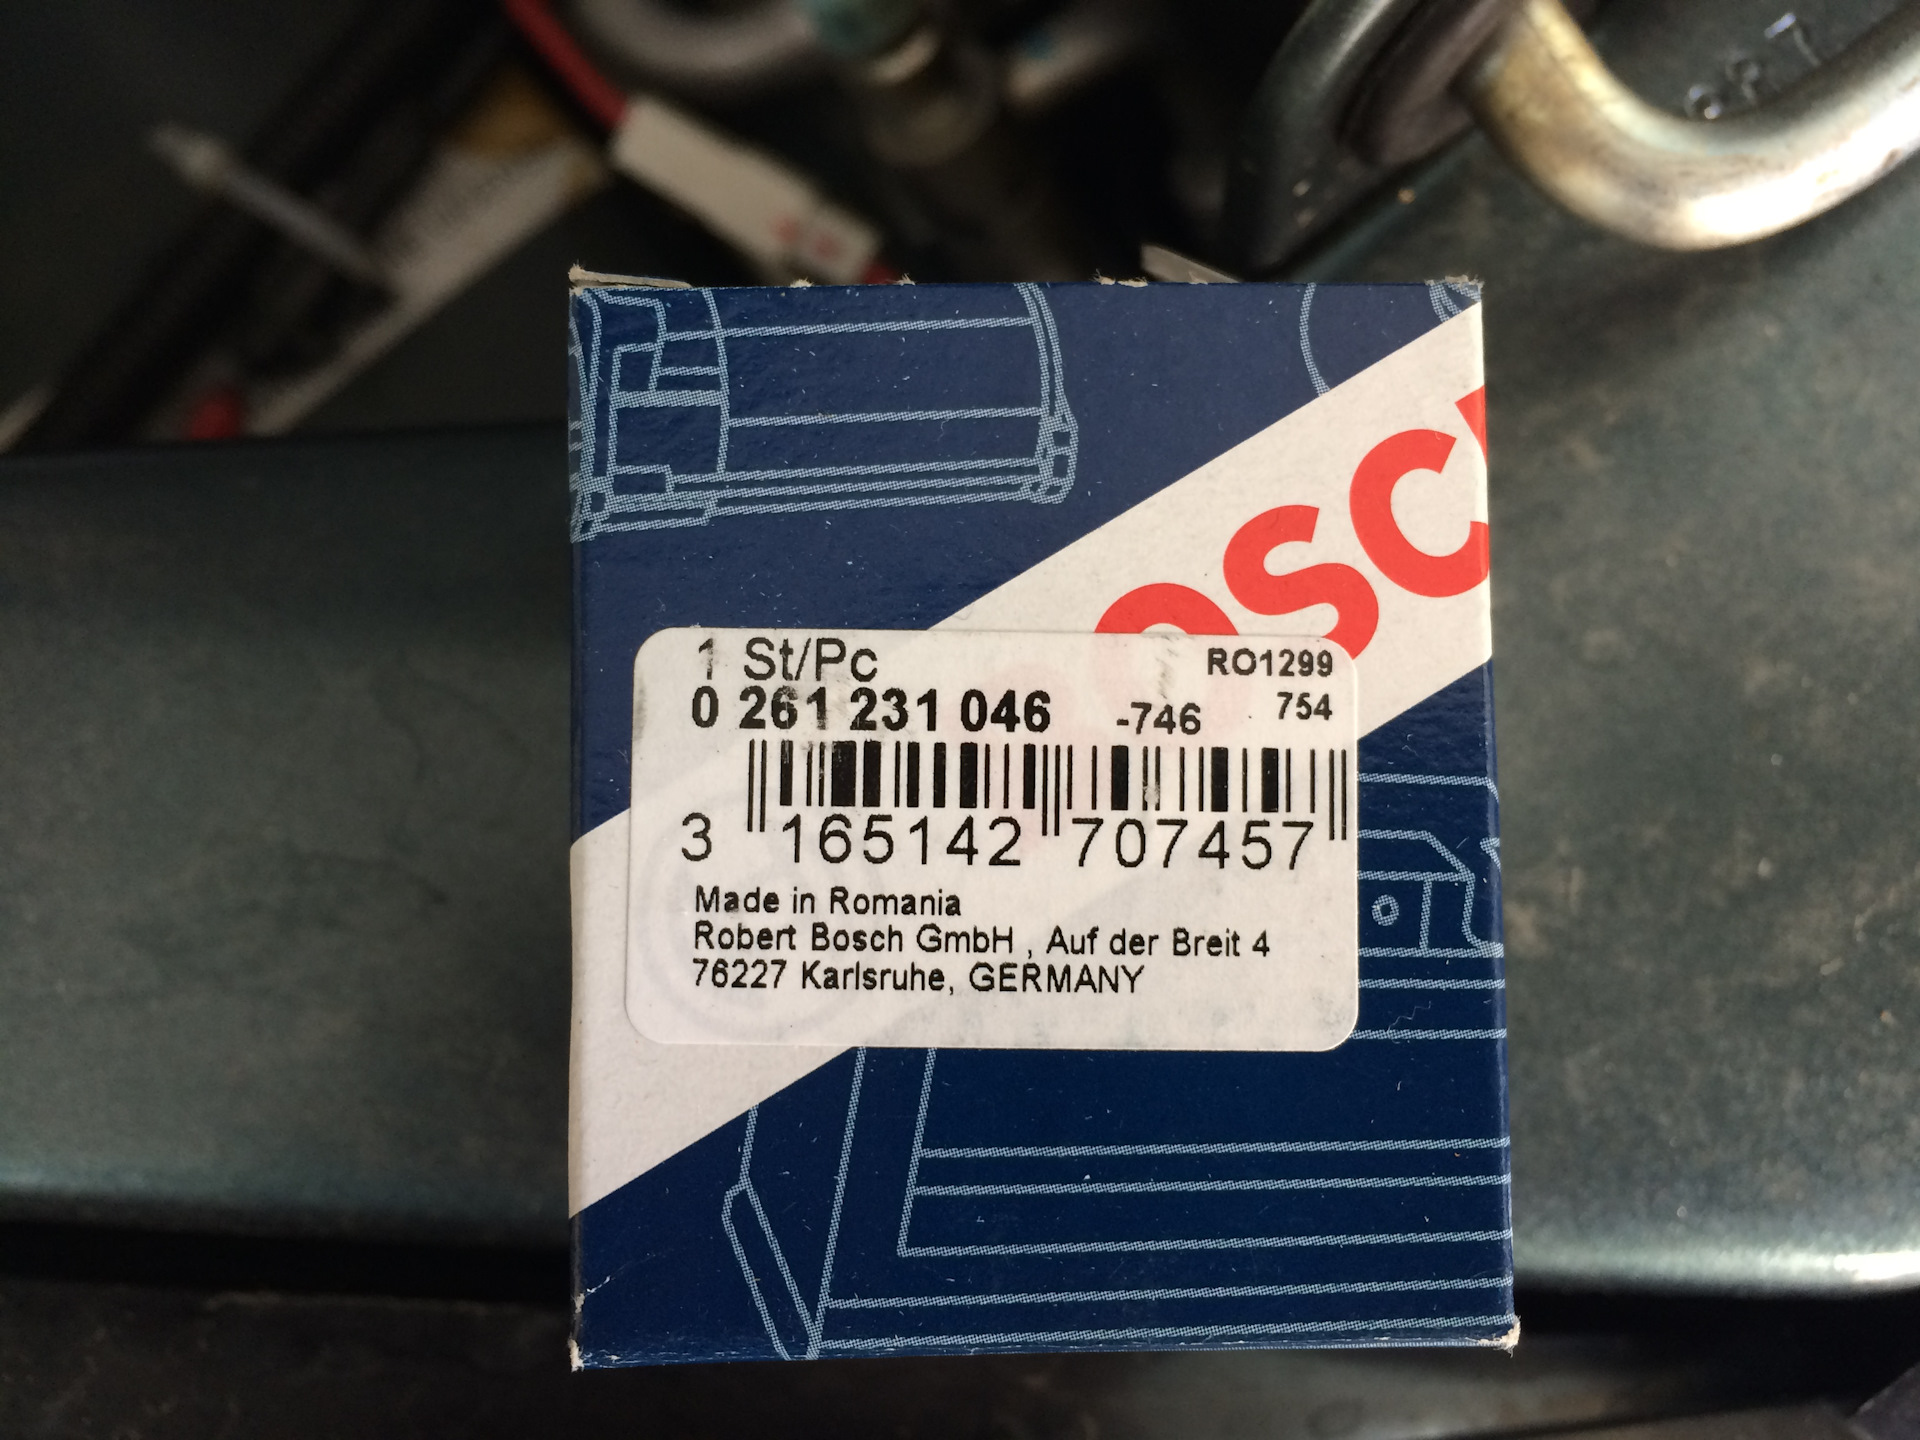 OSC
1 St/Pc RO1299
0 261 231 046 -746 754
3 165142 707457
Made in Romania
Robert Bosch GmbH , Auf der Breit 4
76227 Karlsruhe, GERMANY